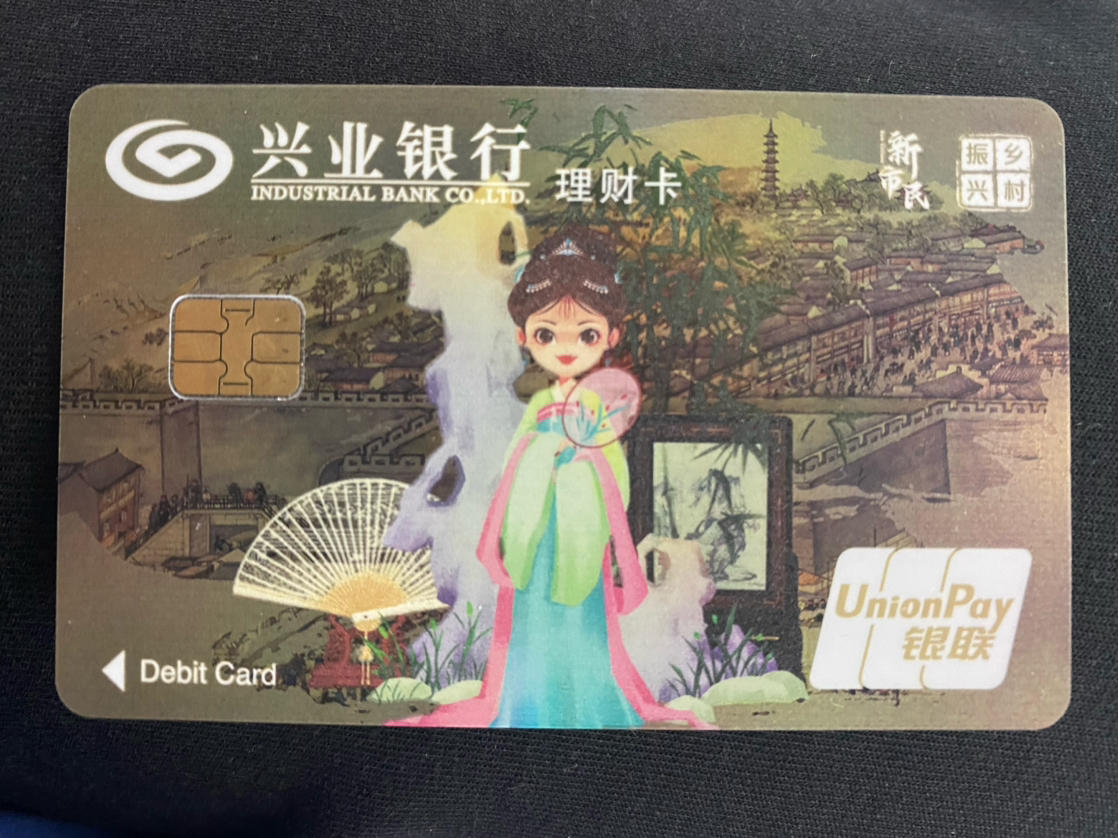 兴业银行
INDUSTRIAL BANK CO.,LTD.
理财卡
新市民
振兴乡村
Debit Card
UnionPay
银联